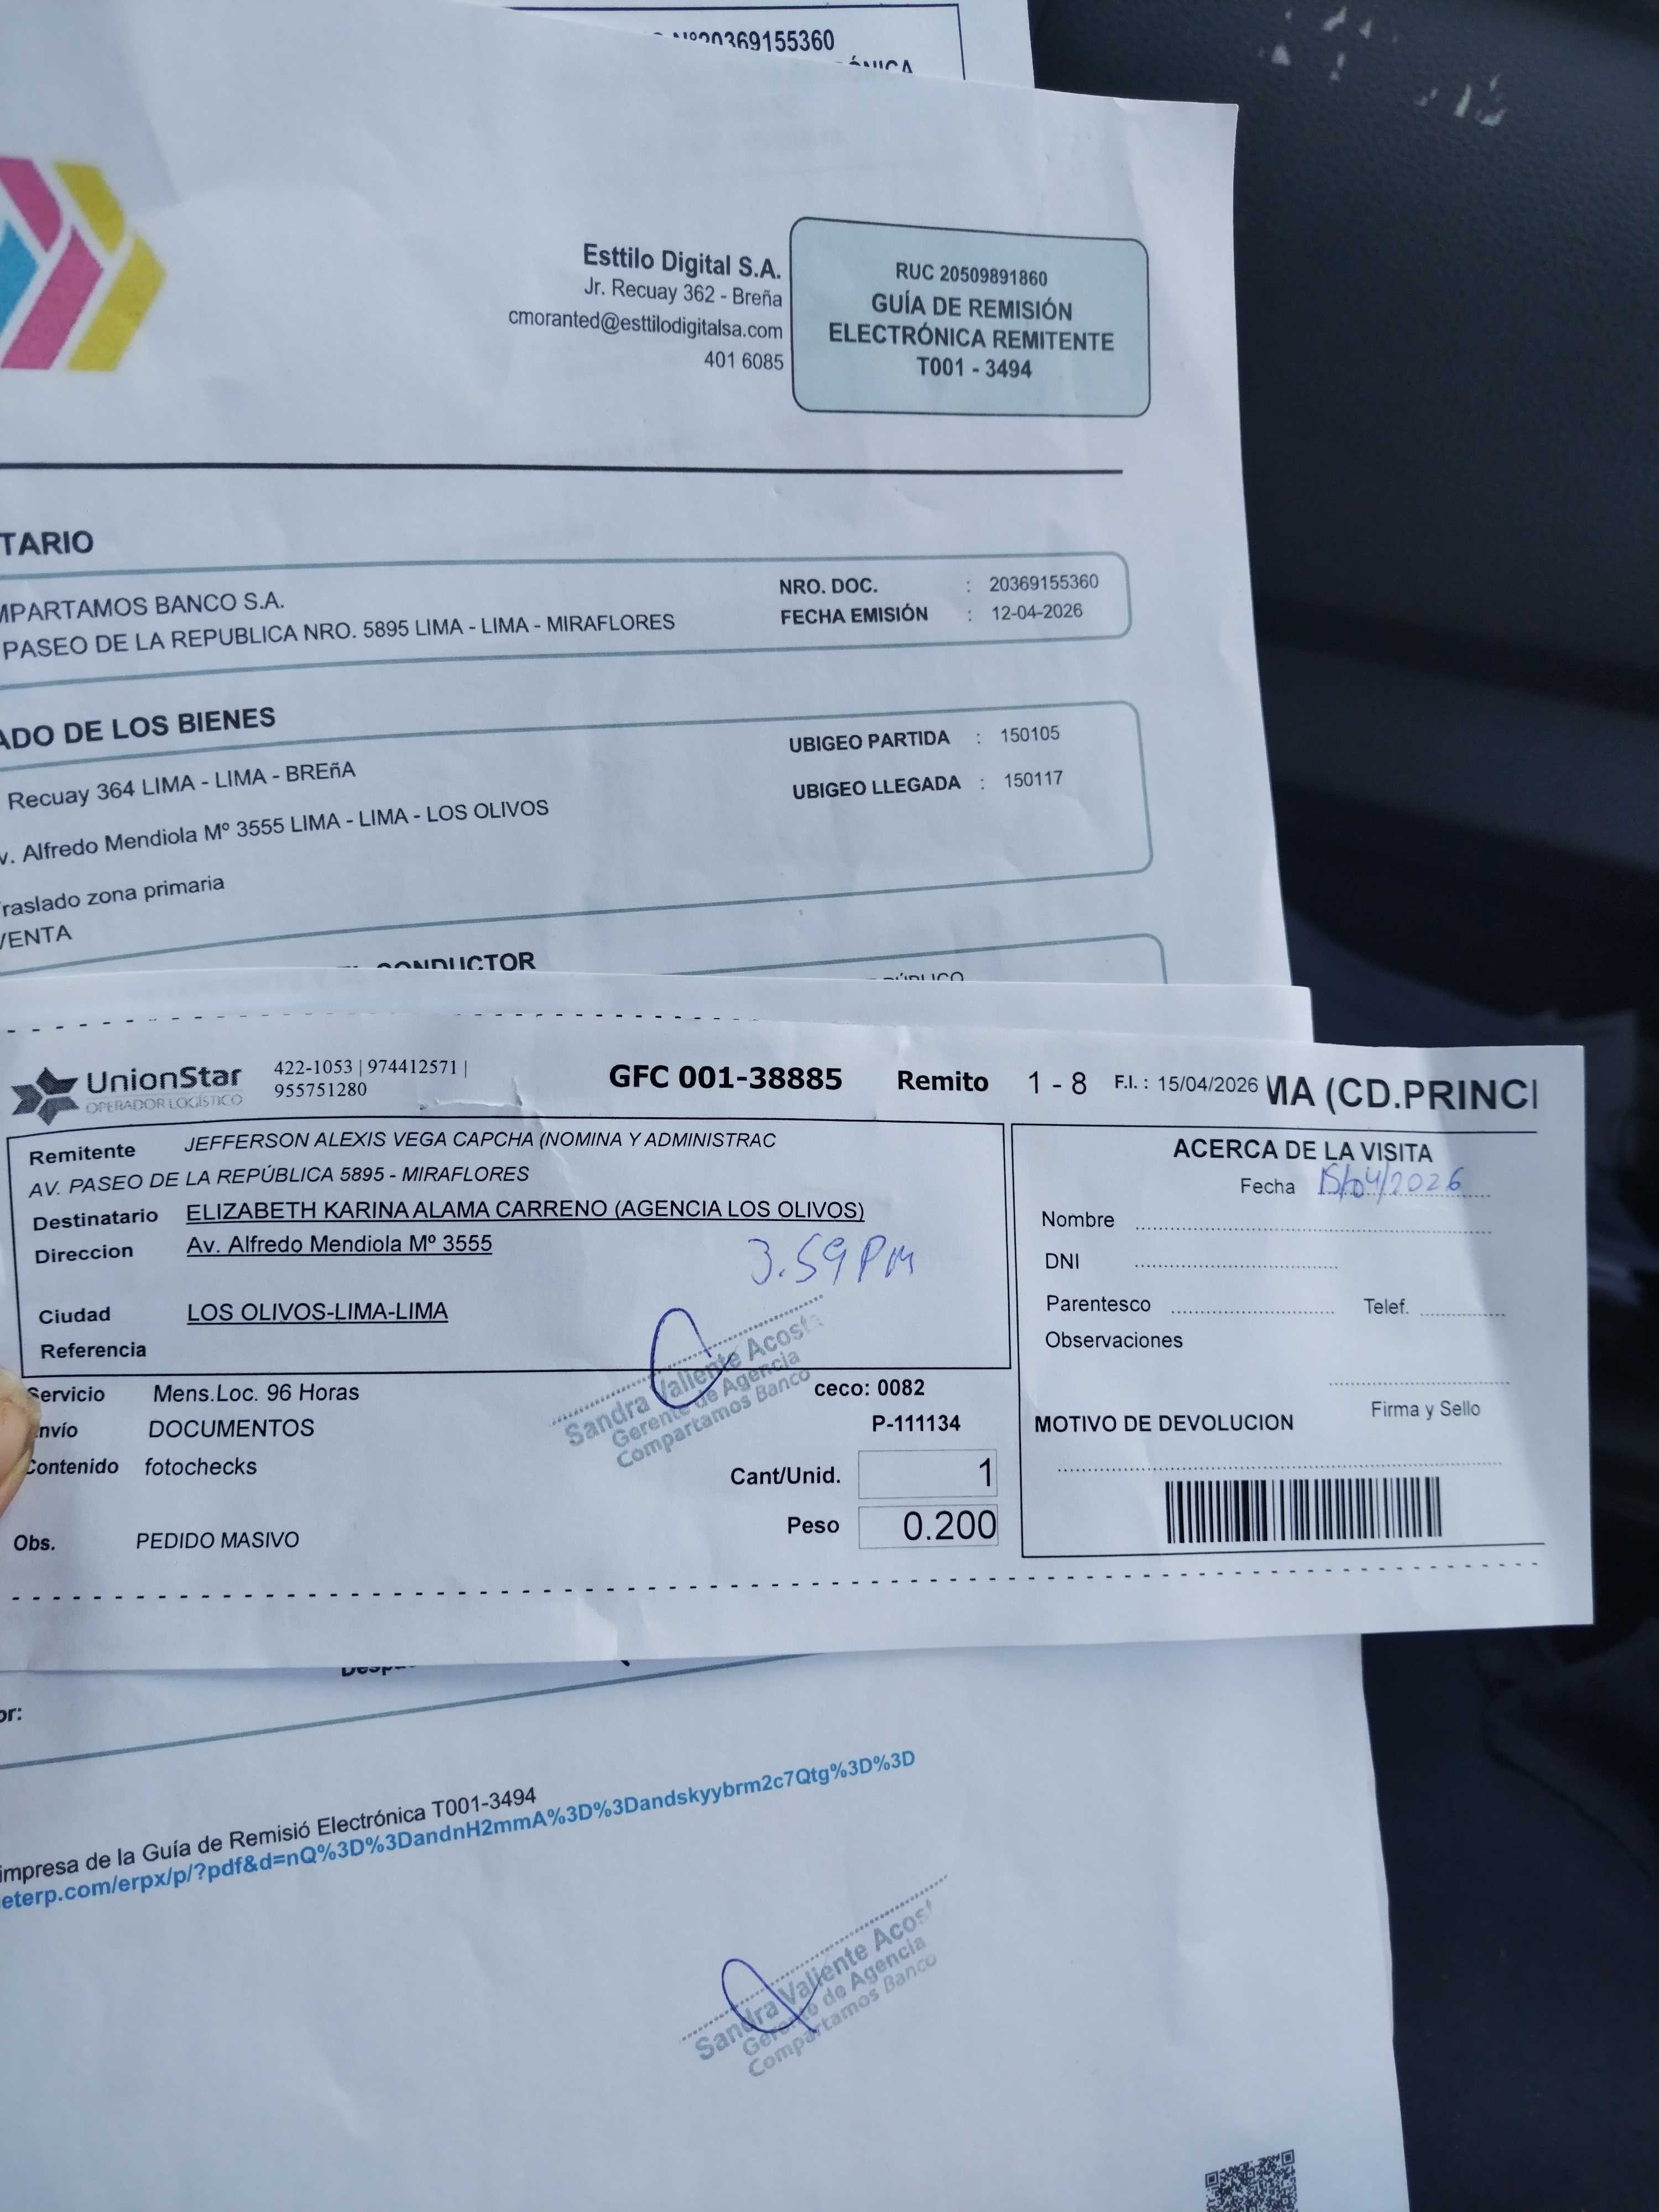 Nº20369155360
Esttilo Digital S.A.
Jr. Recuay 362 - Breña
cmoranted@esttilodigitalsa.com
401 6085
RUC 20509891860
GUÍA DE REMISIÓN
ELECTRÓNICA REMITENTE
T001 - 3494
TARIO
MPARTAMOS BANCO S.A.
PASEO DE LA REPUBLICA NRO. 5895 LIMA - LIMA - MIRAFLORES
NRO. DOC. : 20369155360
FECHA EMISIÓN : 12-04-2026
ADO DE LOS BIENES
Recuay 364 LIMA - LIMA - BREñA
v. Alfredo Mendiola Mº 3555 LIMA - LIMA - LOS OLIVOS
raslado zona primaria
VENTA
UBIGEO PARTIDA : 150105
UBIGEO LLEGADA : 150117
CONDUCTOR
UnionStar
OPERADOR LOGÍSTICO
422-1053 | 974412571 |
955751280
GFC 001-38885 Remito 1 - 8 F.I. : 15/04/2026 MA (CD.PRINCI
Remitente JEFFERSON ALEXIS VEGA CAPCHA (NOMINA Y ADMINISTRAC
AV. PASEO DE LA REPÚBLICA 5895 - MIRAFLORES
Destinatario ELIZABETH KARINA ALAMA CARRENO (AGENCIA LOS OLIVOS)
Direccion Av. Alfredo Mendiola Mº 3555
3.59 PM
Ciudad LOS OLIVOS-LIMA-LIMA
Referencia
Servicio Mens.Loc. 96 Horas
nvío DOCUMENTOS
Contenido fotochecks
Obs. PEDIDO MASIVO
Sandra Valiente Acosta
Gerente de Agencia
Compartamos Banco
ceco: 0082
P-111134
Cant/Unid. 1
Peso 0.200
ACERCA DE LA VISITA
Fecha 15/04/2026
Nombre
DNI
Parentesco Telef.
Observaciones
Firma y Sello
MOTIVO DE DEVOLUCION
or:
impresa de la Guía de Remisió Electrónica T001-3494
eterp.com/erpx/p/?pdf&d=nQ%3D%3DandnH2mmA%3D%3Dandskyybrm2c7Qtg%3D%3D
Sandra Valiente Acos
Gerente de Agencia
Compartamos Banco